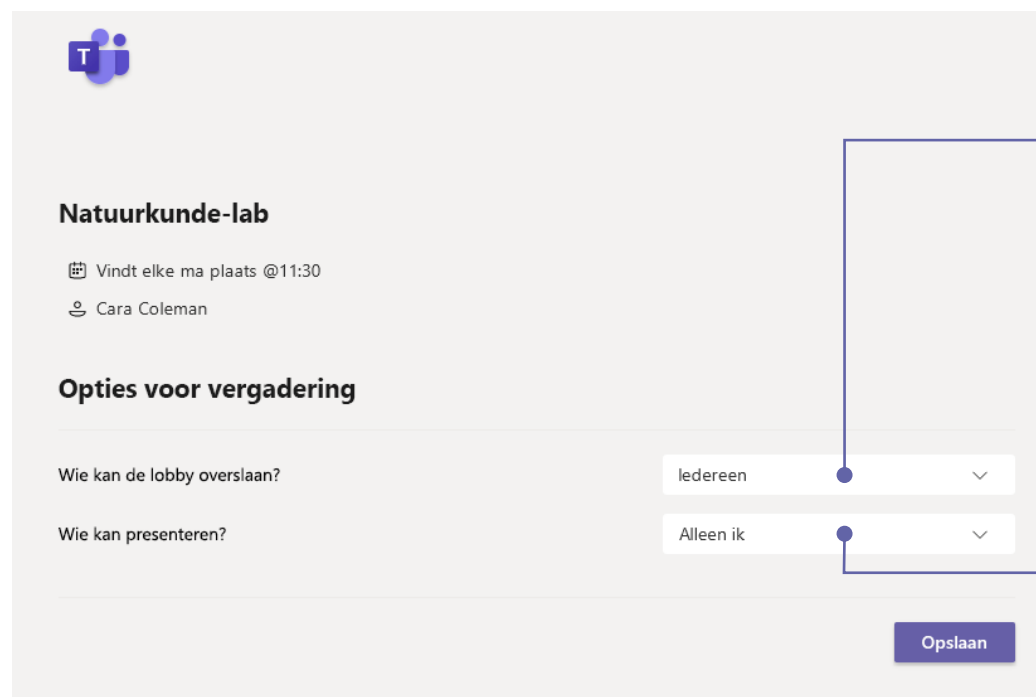 T
Natuurkunde-lab
Vindt elke ma plaats @11:30
Cara Coleman
Opties voor vergadering
Wie kan de lobby overslaan? Iedereen
Wie kan presenteren? Alleen ik
Opslaan